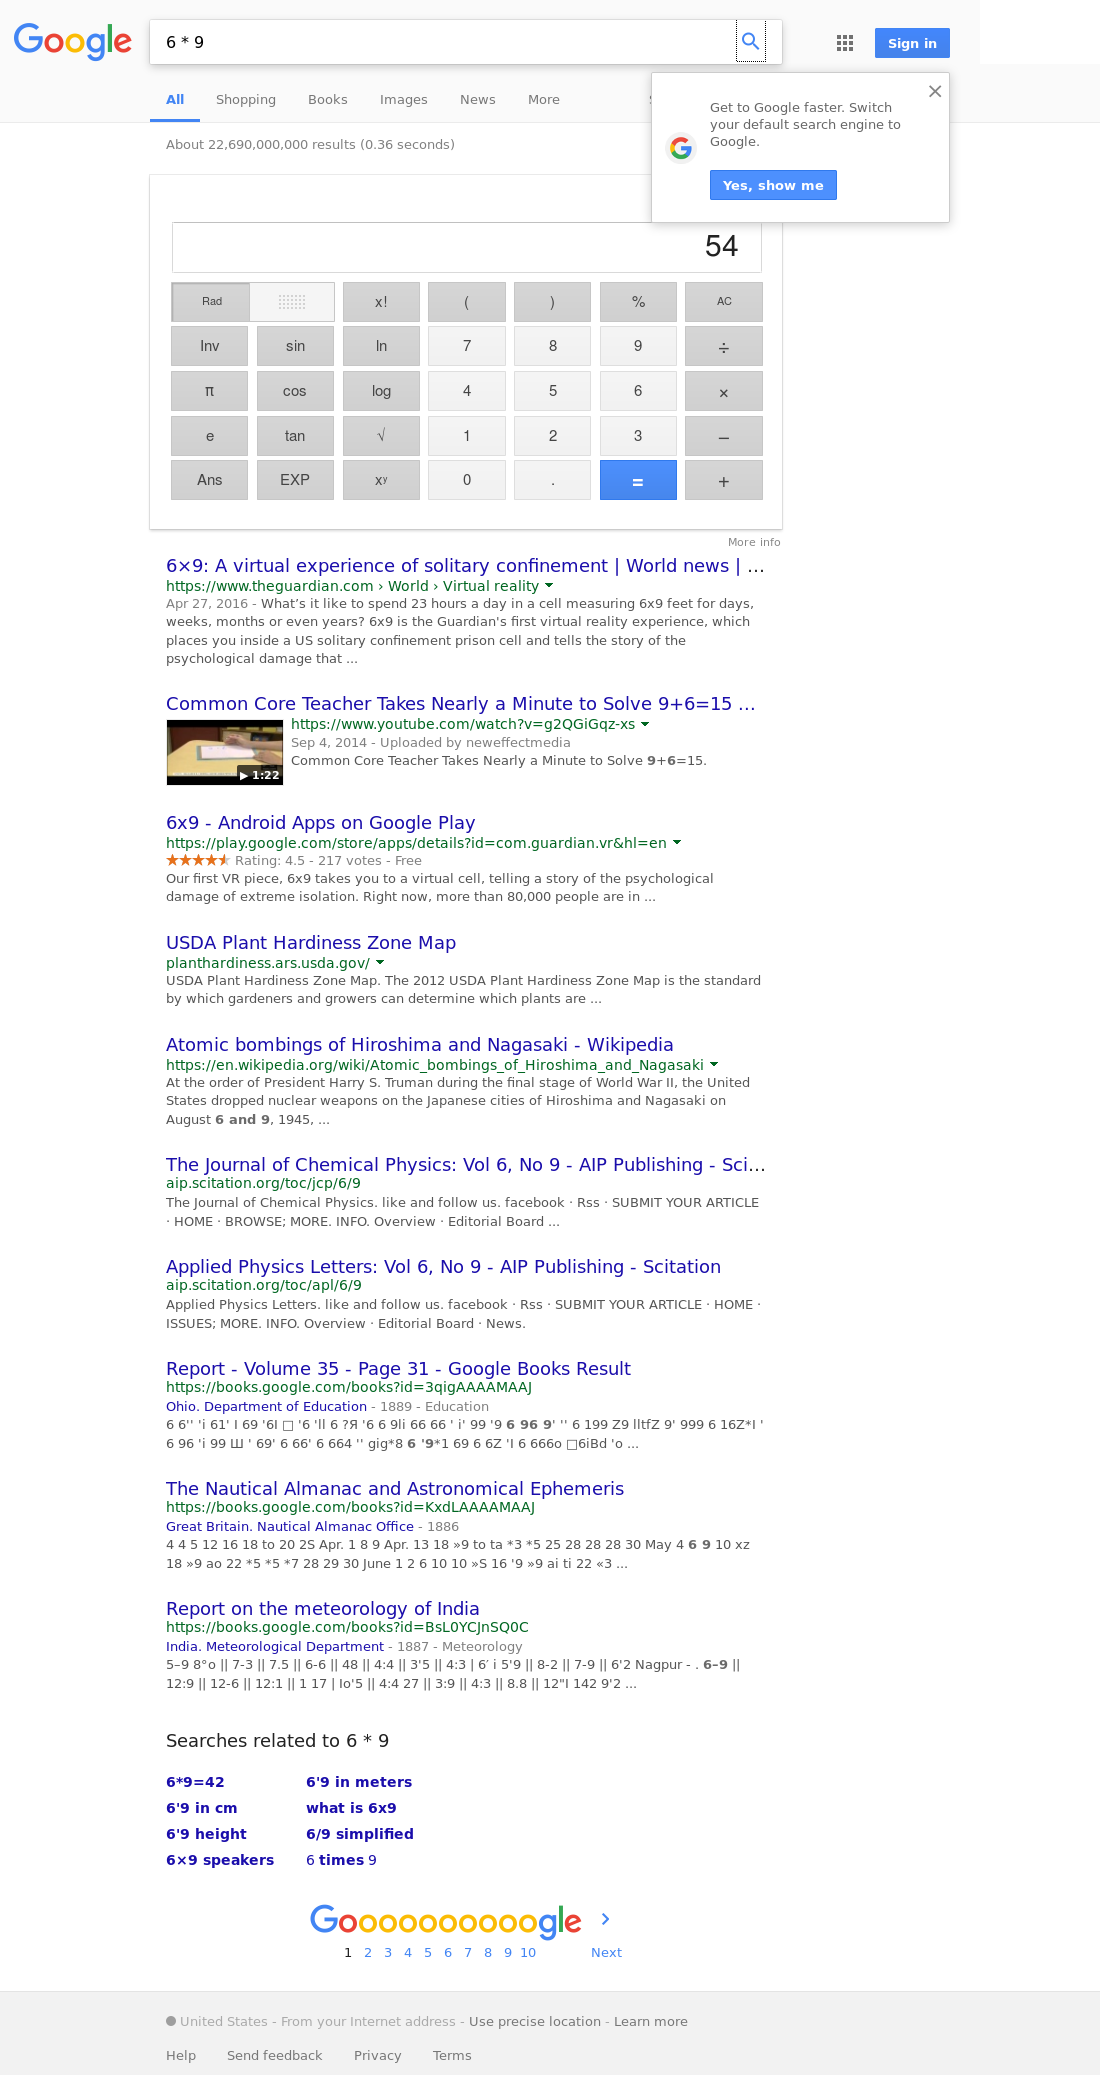 Google
6 * 9
Sign in
All Shopping Books Images News More
Get to Google faster. Switch
your default search engine to
Google.
Yes, show me
About 22,690,000,000 results (0.36 seconds)
54
Rad x! ( ) % AC
Inv sin ln 7 8 9 ÷
π cos log 4 5 6 ×
e tan √ 1 2 3 −
Ans EXP xʸ 0 . = +
More info
6×9: A virtual experience of solitary confinement | World news | ...
https://www.theguardian.com › World › Virtual reality
Apr 27, 2016 - What’s it like to spend 23 hours a day in a cell measuring 6x9 feet for days,
weeks, months or even years? 6x9 is the Guardian's first virtual reality experience, which
places you inside a US solitary confinement prison cell and tells the story of the
psychological damage that ...
Common Core Teacher Takes Nearly a Minute to Solve 9+6=15 ...
https://www.youtube.com/watch?v=g2QGiGqz-xs
Sep 4, 2014 - Uploaded by neweffectmedia
Common Core Teacher Takes Nearly a Minute to Solve 9+6=15.
▶ 1:22
6x9 - Android Apps on Google Play
https://play.google.com/store/apps/details?id=com.guardian.vr&hl=en
Rating: 4.5 - 217 votes - Free
Our first VR piece, 6x9 takes you to a virtual cell, telling a story of the psychological
damage of extreme isolation. Right now, more than 80,000 people are in ...
USDA Plant Hardiness Zone Map
planthardiness.ars.usda.gov/
USDA Plant Hardiness Zone Map. The 2012 USDA Plant Hardiness Zone Map is the standard
by which gardeners and growers can determine which plants are ...
Atomic bombings of Hiroshima and Nagasaki - Wikipedia
https://en.wikipedia.org/wiki/Atomic_bombings_of_Hiroshima_and_Nagasaki
At the order of President Harry S. Truman during the final stage of World War II, the United
States dropped nuclear weapons on the Japanese cities of Hiroshima and Nagasaki on
August 6 and 9, 1945, ...
The Journal of Chemical Physics: Vol 6, No 9 - AIP Publishing - Sci...
aip.scitation.org/toc/jcp/6/9
The Journal of Chemical Physics. like and follow us. facebook · Rss · SUBMIT YOUR ARTICLE
· HOME · BROWSE; MORE. INFO. Overview · Editorial Board ...
Applied Physics Letters: Vol 6, No 9 - AIP Publishing - Scitation
aip.scitation.org/toc/apl/6/9
Applied Physics Letters. like and follow us. facebook · Rss · SUBMIT YOUR ARTICLE · HOME ·
ISSUES; MORE. INFO. Overview · Editorial Board · News.
Report - Volume 35 - Page 31 - Google Books Result
https://books.google.com/books?id=3qigAAAAMAAJ
Ohio. Department of Education - 1889 - Education
6 6'' 'i 61' I 69 '6I □ '6 'll 6 ?Я '6 6 9li 66 66 ' i' 99 '9 6 96 9' '' 6 199 Z9 lltfZ 9' 999 6 16Z*I '
6 96 'i 99 Ш ' 69' 6 66' 6 664 '' gig*8 6 '9*1 69 6 6Z 'I 6 666o □6iBd 'o ...
The Nautical Almanac and Astronomical Ephemeris
https://books.google.com/books?id=KxdLAAAAMAAJ
Great Britain. Nautical Almanac Office - 1886
4 4 5 12 16 18 to 20 2S Apr. 1 8 9 Apr. 13 18 »9 to ta *3 *5 25 28 28 28 30 May 4 6 9 10 xz
18 »9 ao 22 *5 *5 *7 28 29 30 June 1 2 6 10 10 »S 16 '9 »9 ai ti 22 «3 ...
Report on the meteorology of India
https://books.google.com/books?id=BsL0YCJnSQ0C
India. Meteorological Department - 1887 - Meteorology
5–9 8°o || 7-3 || 7.5 || 6-6 || 48 || 4:4 || 3'5 || 4:3 | 6′ i 5'9 || 8-2 || 7-9 || 6'2 Nagpur - . 6–9 ||
12:9 || 12-6 || 12:1 || 1 17 | Io'5 || 4:4 27 || 3:9 || 4:3 || 8.8 || 12"I 142 9'2 ...
Searches related to 6 * 9
6*9=42 6'9 in meters
6'9 in cm what is 6x9
6'9 height 6/9 simplified
6×9 speakers 6 times 9
Goooooooooogle
1 2 3 4 5 6 7 8 9 10 Next
United States - From your Internet address - Use precise location - Learn more
Help Send feedback Privacy Terms